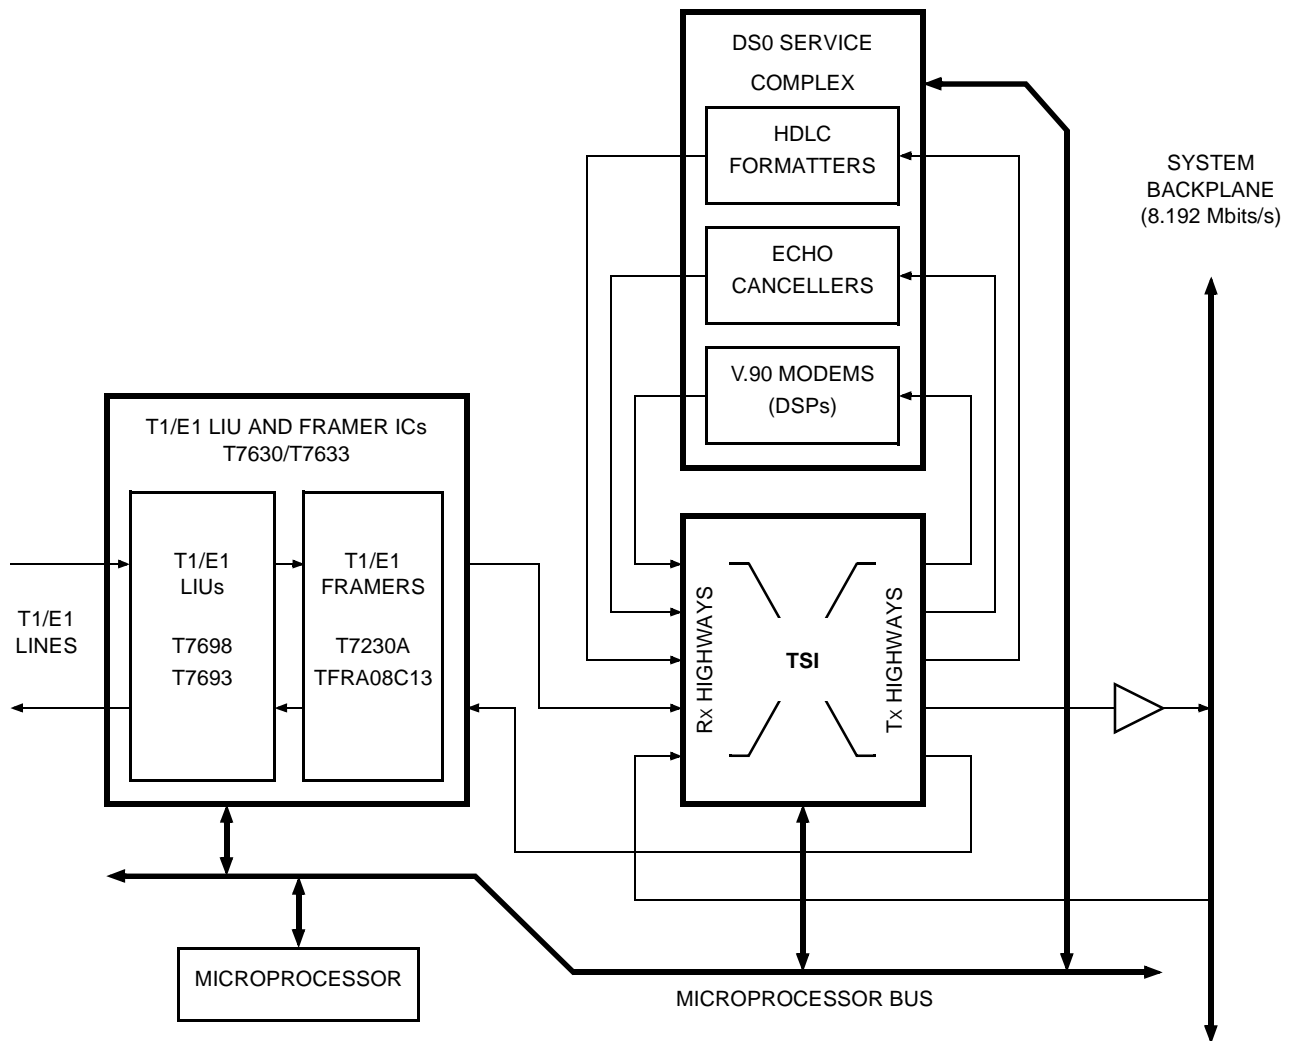 DS0 SERVICE
COMPLEX
HDLC
FORMATTERS
ECHO
CANCELLERS
V.90 MODEMS
(DSPs)
SYSTEM
BACKPLANE
(8.192 Mbits/s)
T1/E1 LIU AND FRAMER ICs
T7630/T7633
T1/E1
LIUs
T7698
T7693
T1/E1
FRAMERS
T7230A
TFRA08C13
T1/E1
LINES
Rx HIGHWAYS
TSI
Tx HIGHWAYS
MICROPROCESSOR
MICROPROCESSOR BUS